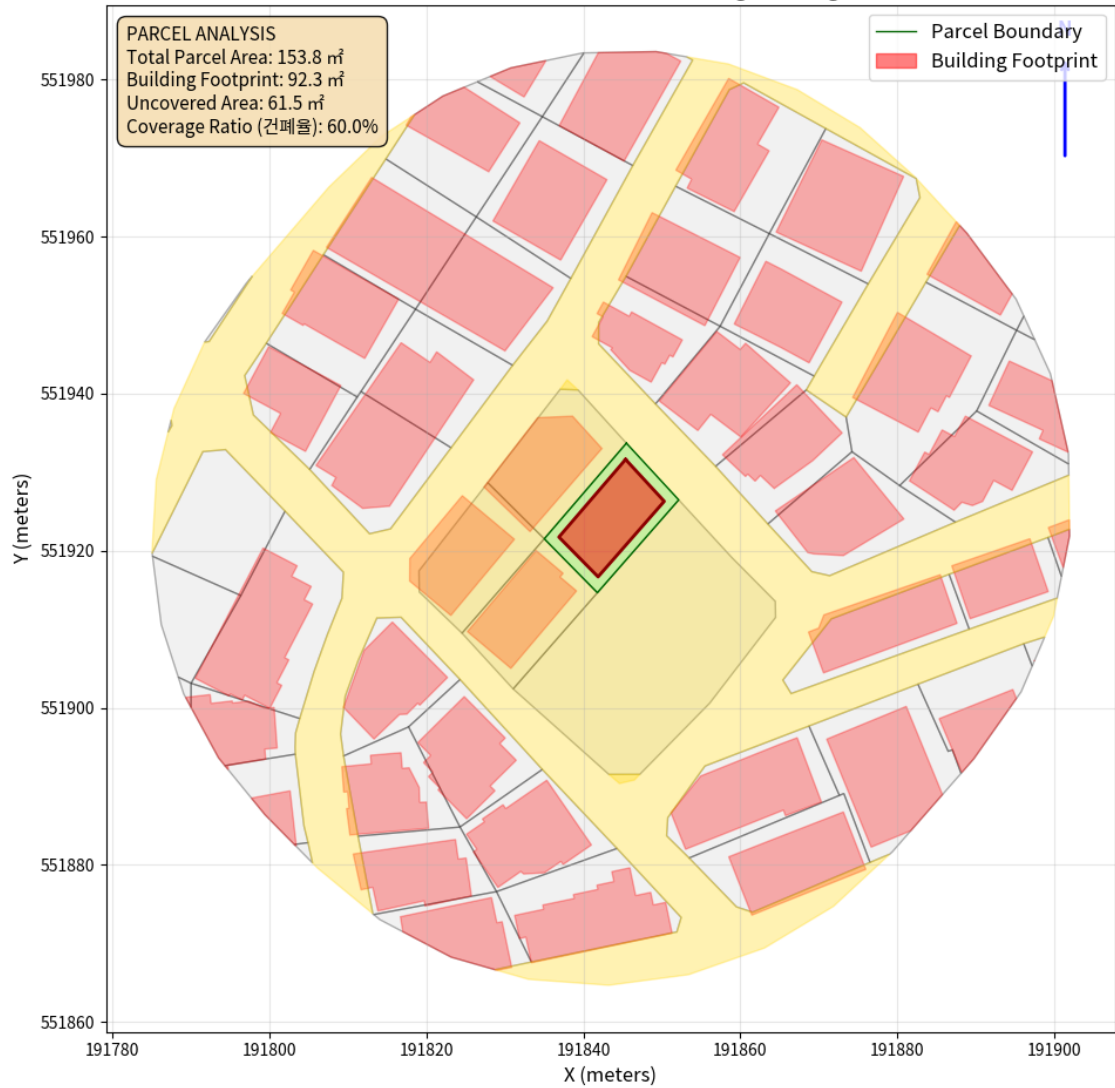 PARCEL ANALYSIS
Total Parcel Area: 153.8 ㎡
Building Footprint: 92.3 ㎡
Uncovered Area: 61.5 ㎡
Coverage Ratio (건폐율): 60.0%
Parcel Boundary
Building Footprint
N
551980
551960
551940
551920
551900
551880
551860
Y (meters)
191780
191800
191820
191840
191860
191880
191900
X (meters)